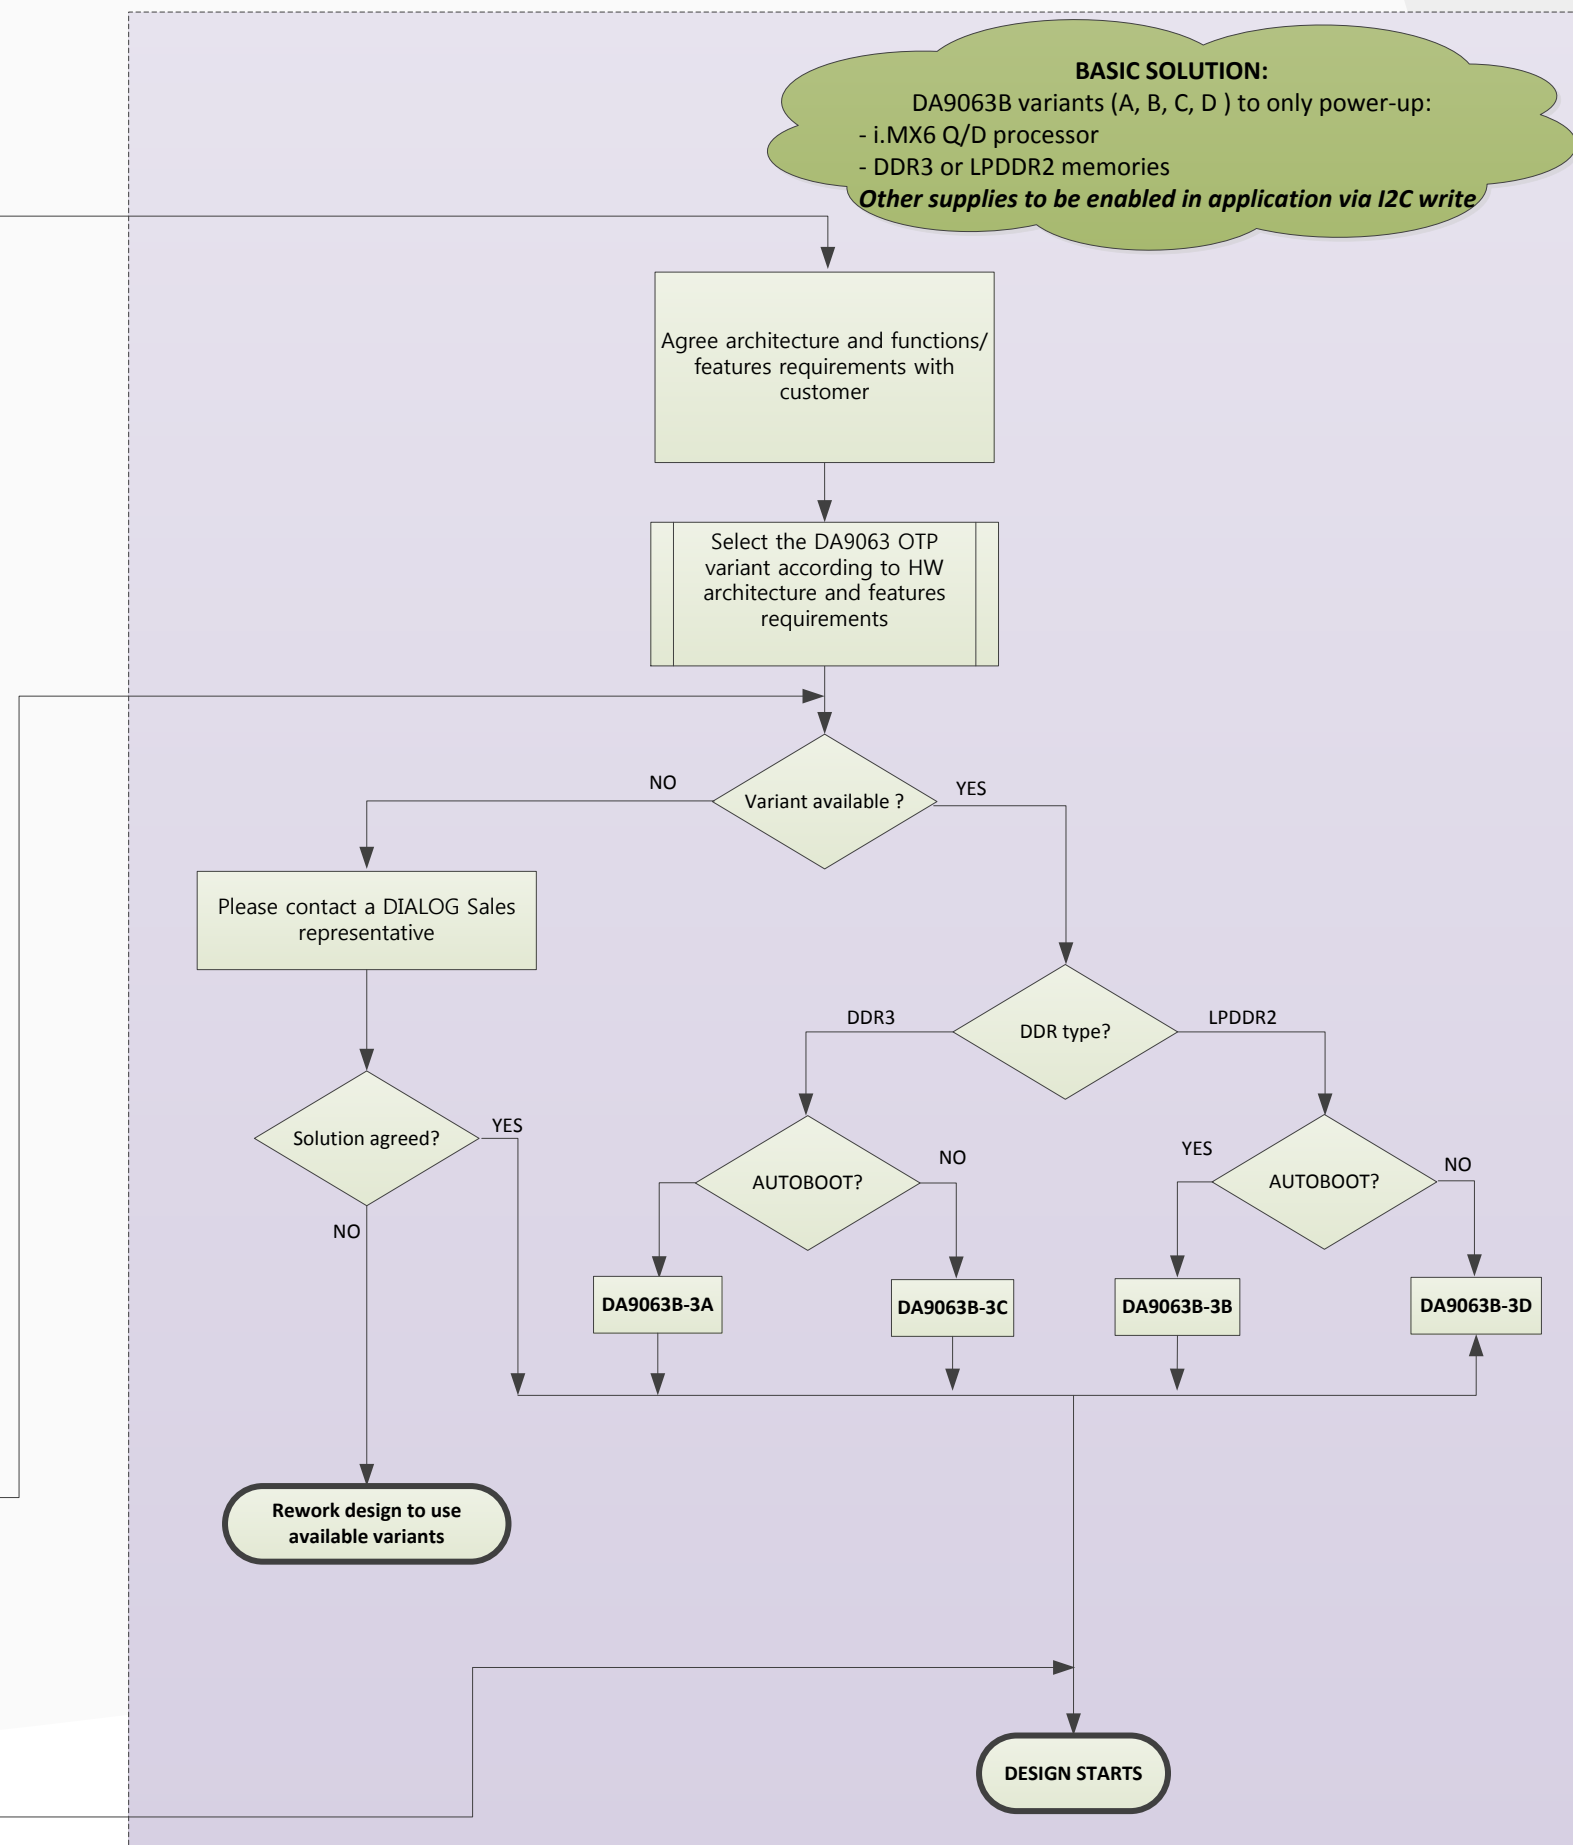 BASIC SOLUTION:
DA9063B variants (A, B, C, D ) to only power-up:
- i.MX6 Q/D processor
- DDR3 or LPDDR2 memories
Other supplies to be enabled in application via I2C write
Agree architecture and functions/
features requirements with
customer
Select the DA9063 OTP
variant according to HW
architecture and features
requirements
NO
YES
Variant available ?
Please contact a DIALOG Sales
representative
DDR3
LPDDR2
DDR type?
Solution agreed?
YES
NO
NO
AUTOBOOT?
YES
NO
AUTOBOOT?
DA9063B-3A
DA9063B-3C
DA9063B-3B
DA9063B-3D
Rework design to use
available variants
DESIGN STARTS